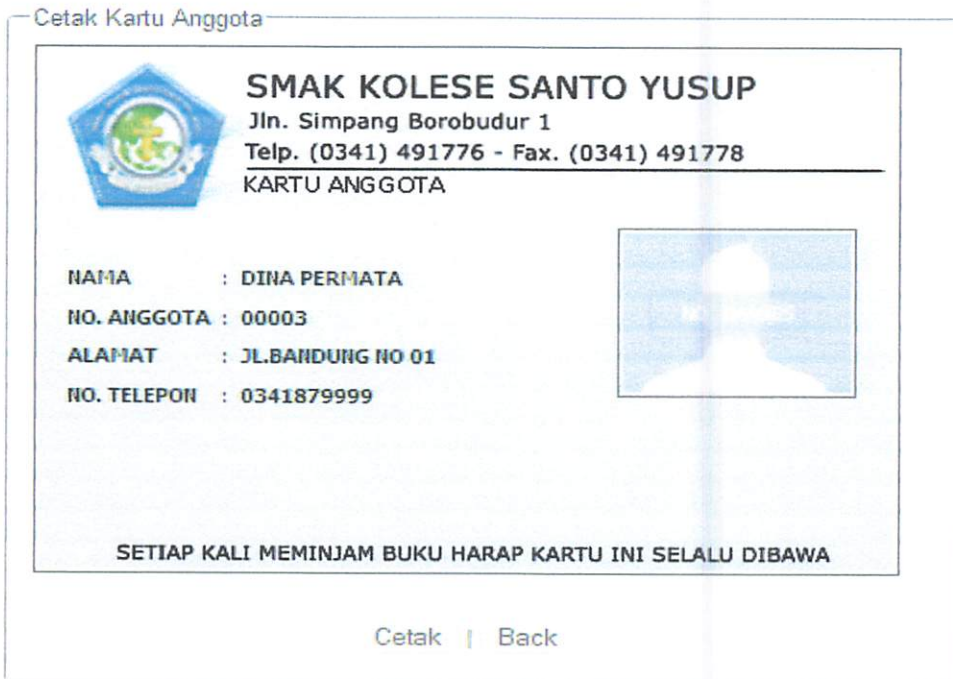 Cetak Kartu Anggota
SMAK KOLESE SANTO YUSUP
Jln. Simpang Borobudur 1
Telp. (0341) 491776 - Fax. (0341) 491778
KARTU ANGGOTA
NAMA : DINA PERMATA
NO. ANGGOTA : 00003
ALAMAT : JL.BANDUNG NO 01
NO. TELEPON : 0341879999
SETIAP KALI MEMINJAM BUKU HARAP KARTU INI SELALU DIBAWA
Cetak | Back